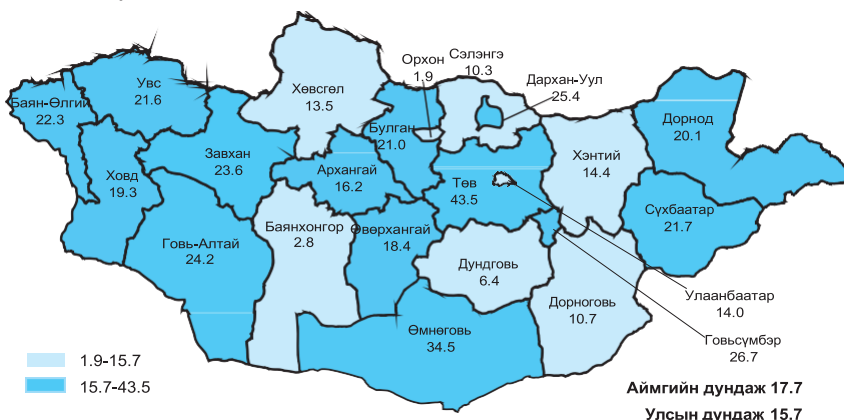 Орхон
1.9
Сэлэнгэ
10.3
Дархан-Уул
25.4
Увс
21.6
Хөвсгөл
13.5
Баян-Өлгий
22.3
Булган
21.0
Дорнод
20.1
Завхан
23.6
Хэнтий
14.4
Ховд
19.3
Архангай
16.2
Төв
43.5
Сүхбаатар
21.7
Баянхонгор
2.8
Өвөрхангай
18.4
Говь-Алтай
24.2
Дундговь
6.4
Улаанбаатар
14.0
Дорноговь
10.7
Өмнөговь
34.5
Говьсүмбэр
26.7
1.9-15.7
15.7-43.5
Аймгийн дундаж 17.7
Улсын дундаж 15.7